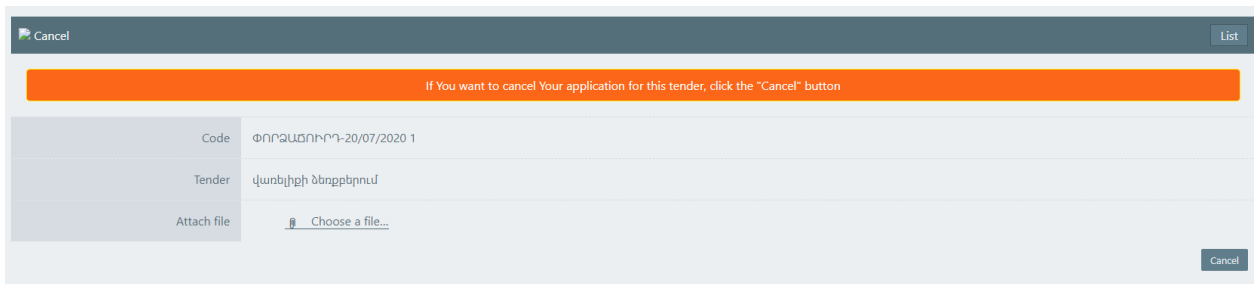 Cancel
List
If You want to cancel Your application for this tender, click the "Cancel" button
Code ՓՈՐՁԱՃՈՒՐԴ-20/07/2020 1
Tender վառելիքի ձեռքբերում
Attach file Choose a file...
Cancel